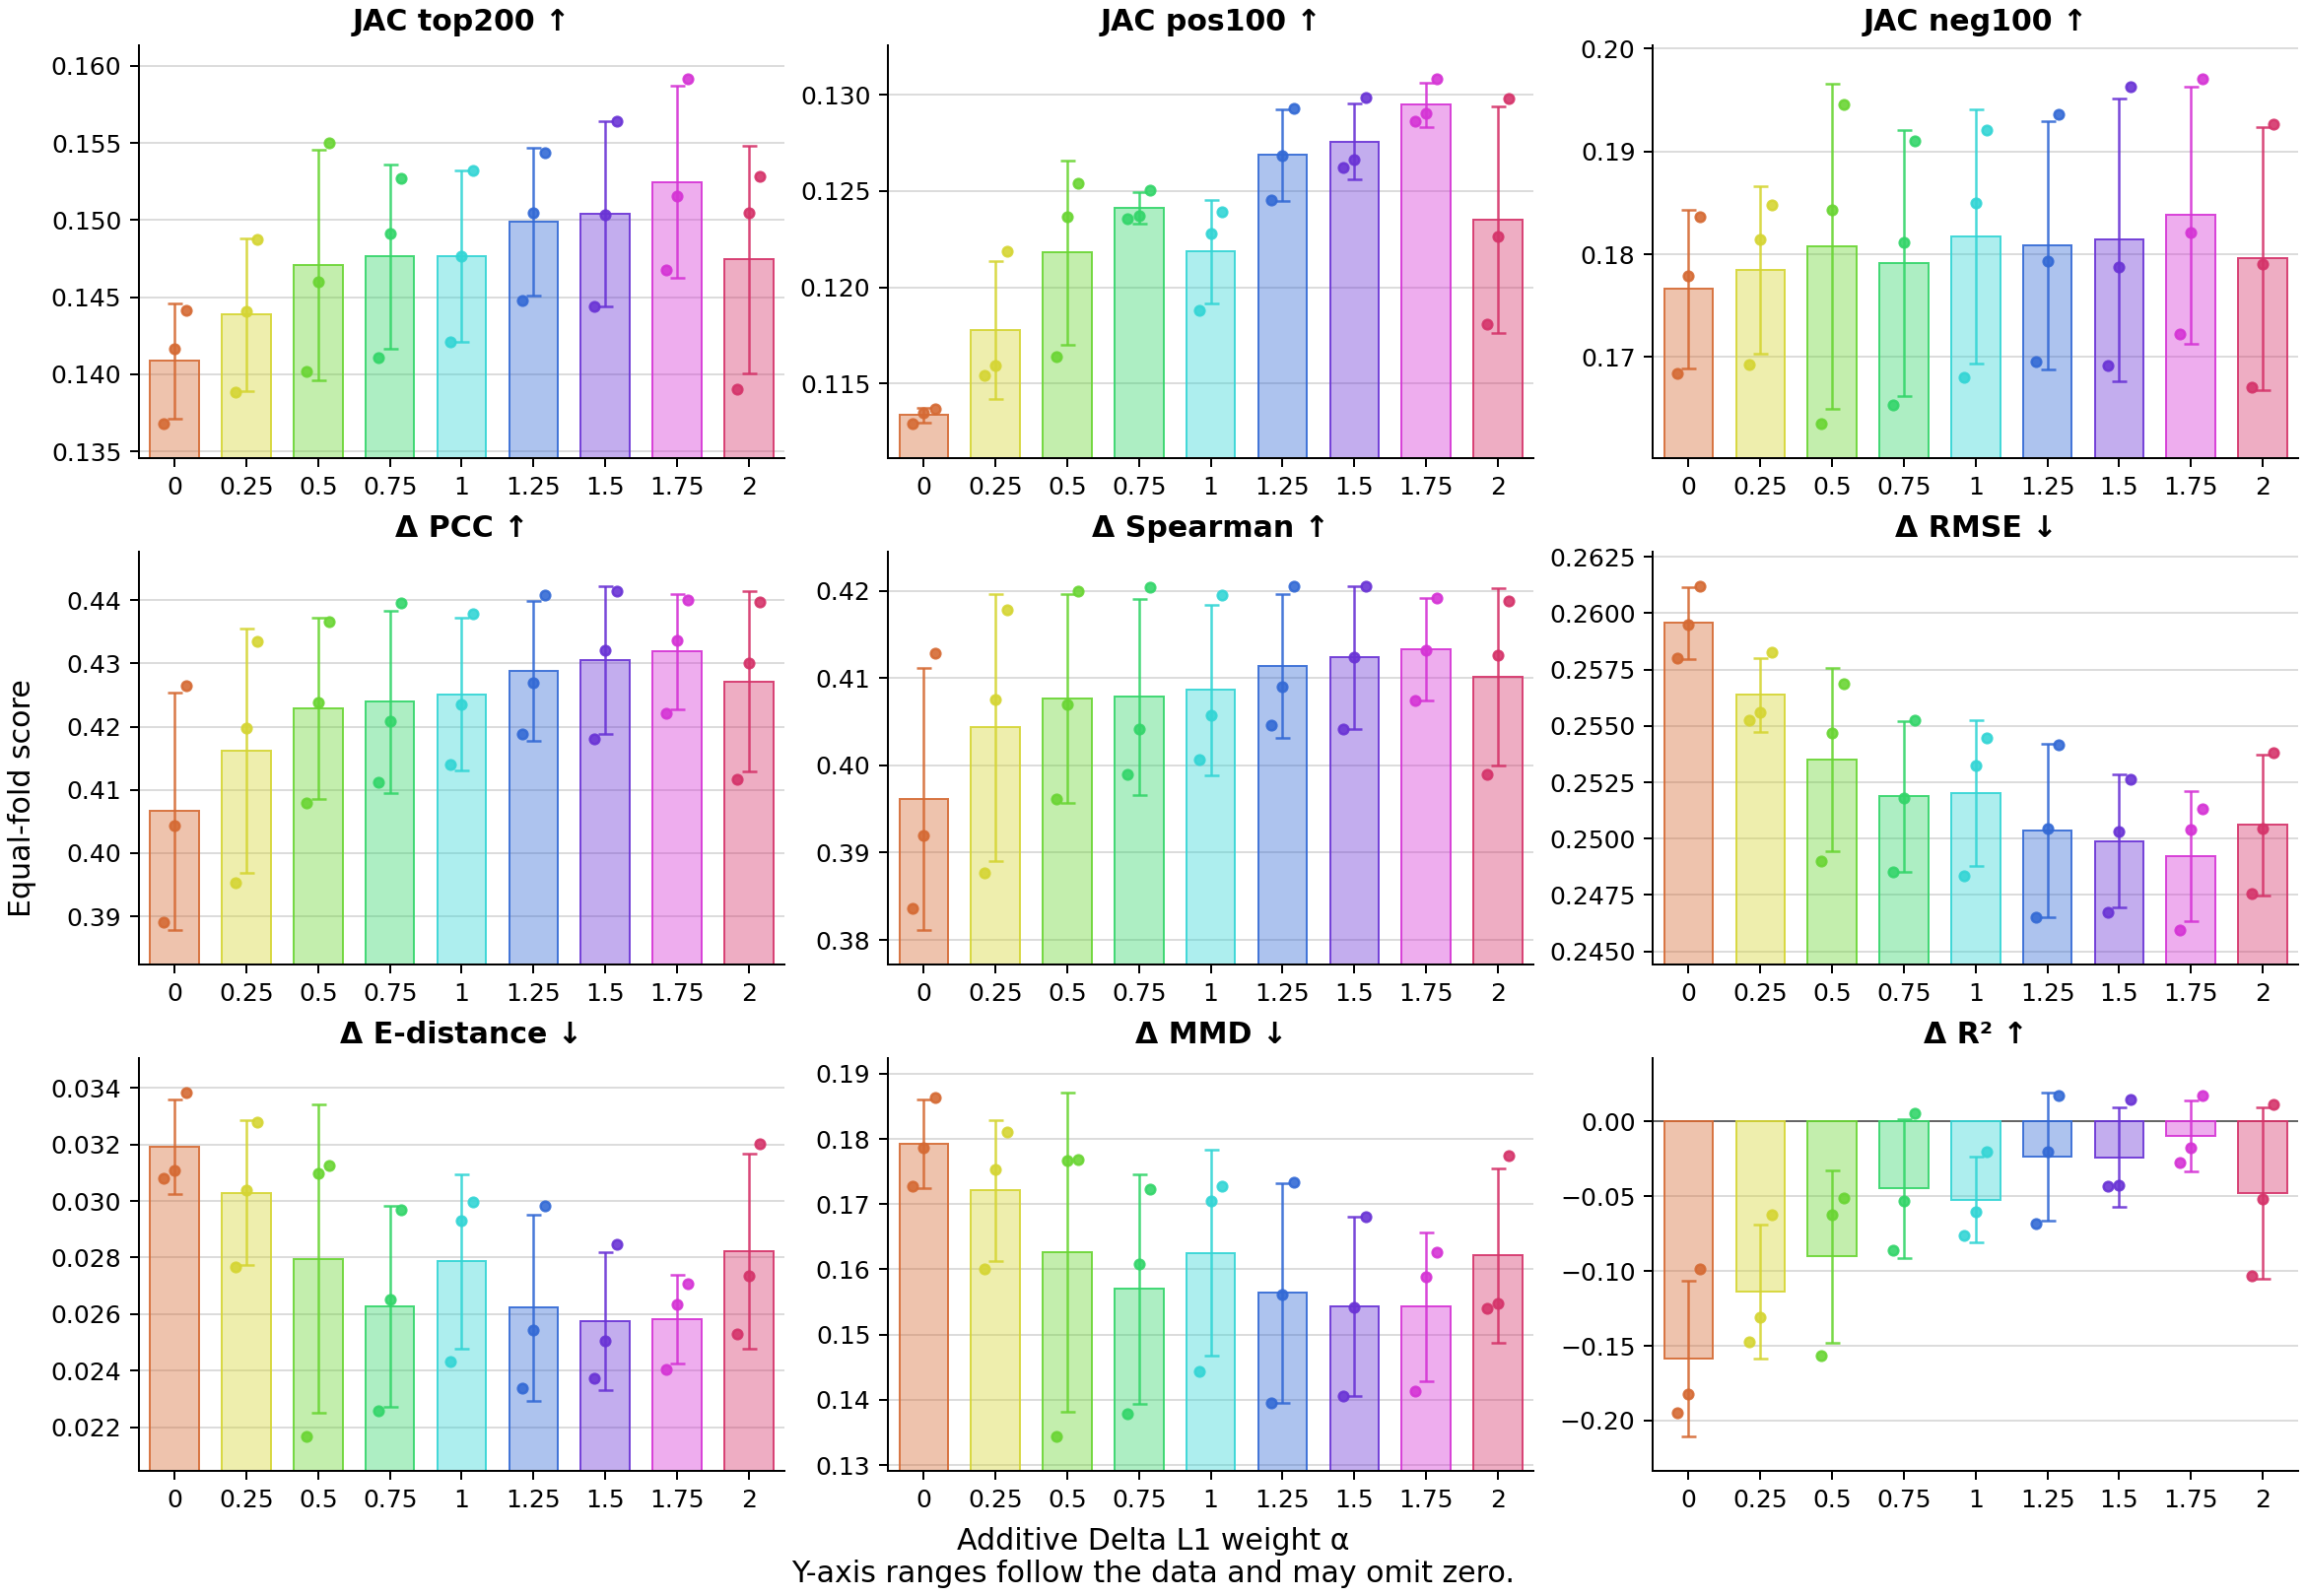 JAC top200 ↑
0.160
0.155
0.150
0.145
0.140
0.135
0 0.25 0.5 0.75 1 1.25 1.5 1.75 2
JAC pos100 ↑
0.130
0.125
0.120
0.115
0 0.25 0.5 0.75 1 1.25 1.5 1.75 2
JAC neg100 ↑
0.20
0.19
0.18
0.17
0 0.25 0.5 0.75 1 1.25 1.5 1.75 2
Equal-fold score
Δ PCC ↑
0.44
0.43
0.42
0.41
0.40
0.39
0 0.25 0.5 0.75 1 1.25 1.5 1.75 2
Δ Spearman ↑
0.42
0.41
0.40
0.39
0.38
0 0.25 0.5 0.75 1 1.25 1.5 1.75 2
Δ RMSE ↓
0.2625
0.2600
0.2575
0.2550
0.2525
0.2500
0.2475
0.2450
0 0.25 0.5 0.75 1 1.25 1.5 1.75 2
Δ E-distance ↓
0.034
0.032
0.030
0.028
0.026
0.024
0.022
0 0.25 0.5 0.75 1 1.25 1.5 1.75 2
Δ MMD ↓
0.19
0.18
0.17
0.16
0.15
0.14
0.13
0 0.25 0.5 0.75 1 1.25 1.5 1.75 2
Δ R² ↑
0.00
−0.05
−0.10
−0.15
−0.20
0 0.25 0.5 0.75 1 1.25 1.5 1.75 2
Additive Delta L1 weight α
Y-axis ranges follow the data and may omit zero.